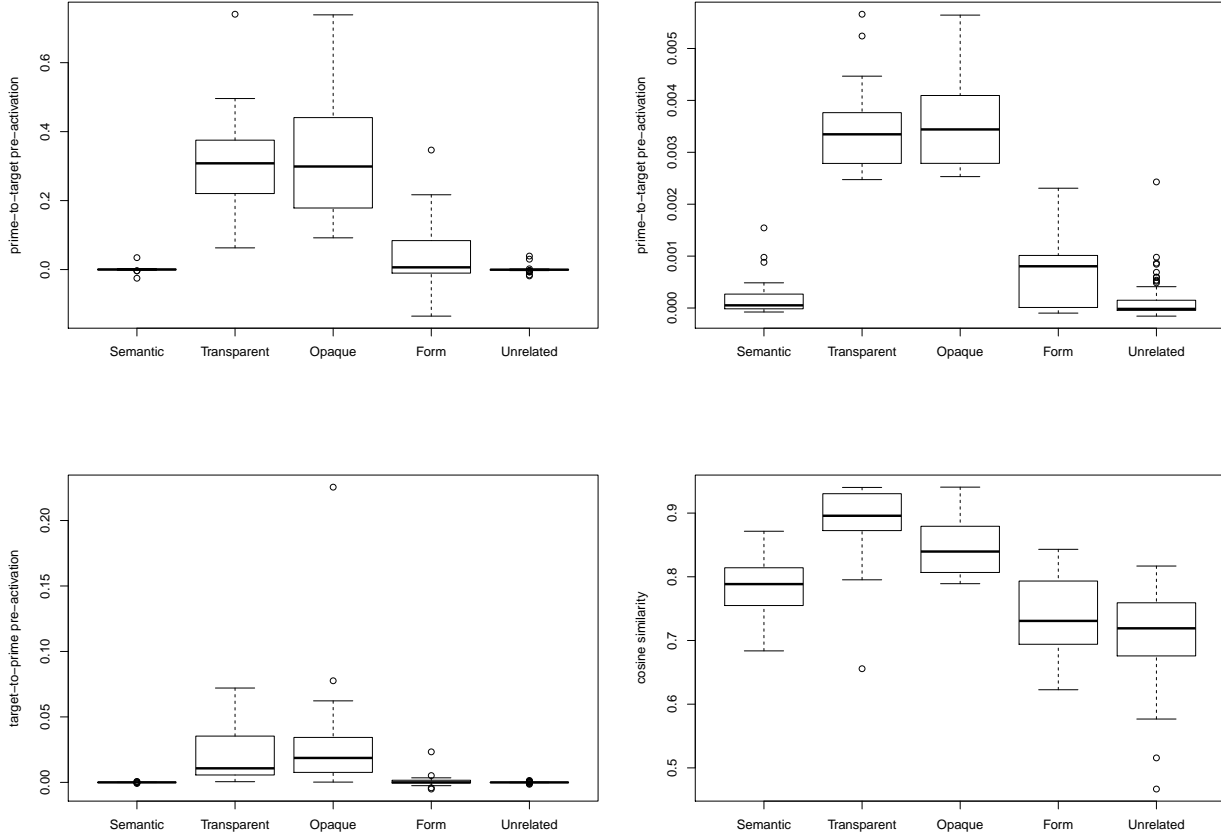 prime−to−target pre−activation
0.6
0.4
0.2
0.0
Semantic Transparent Opaque Form Unrelated
prime−to−target pre−activation
0.005
0.004
0.003
0.002
0.001
0.000
Semantic Transparent Opaque Form Unrelated
target−to−prime pre−activation
0.20
0.15
0.10
0.05
0.00
Semantic Transparent Opaque Form Unrelated
cosine similarity
0.9
0.8
0.7
0.6
0.5
Semantic Transparent Opaque Form Unrelated